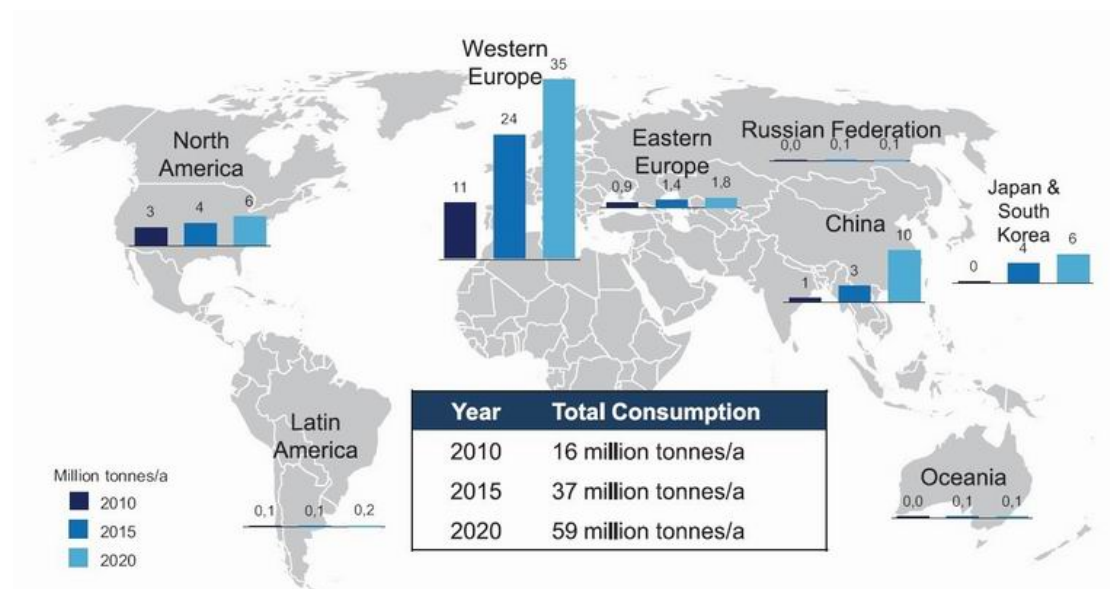 Western
Europe
35
24
11
North
America
3
4
6
Eastern
Europe
0,9
1,4
1,8
Russian Federation
0,0
0,1
0,1
China
1
3
10
Japan &
South
Korea
0
4
6
Latin
America
0,1
0,1
0,2
Oceania
0,0
0,1
0,1
Million tonnes/a
2010
2015
2020
Year Total Consumption
2010 16 million tonnes/a
2015 37 million tonnes/a
2020 59 million tonnes/a